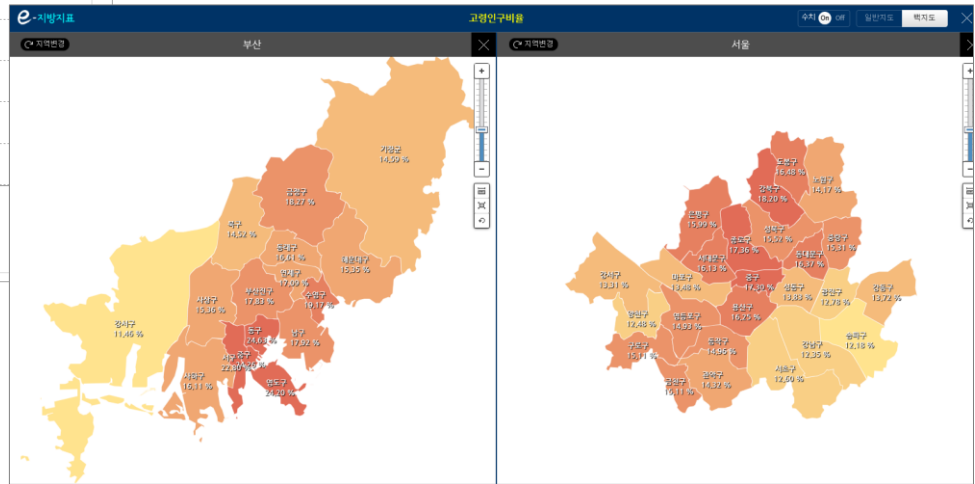 e-지방지표
고령인구비율
수치 On Off
일반지도
백지도
지역변경
부산
기장군
14,59 %
금정구
18,27 %
북구
14,52 %
동래구
16,61 %
해운대구
15,35 %
연제구
17,09 %
수영구
19,17 %
부산진구
17,83 %
사상구
15,36 %
남구
17,92 %
동구
24,63 %
강서구
11,46 %
서구
중구
22,80 %
영도구
24,20 %
사하구
16,11 %
지역변경
서울
도봉구
16,48 %
노원구
14,17 %
강북구
18,20 %
은평구
15,99 %
성북구
15,52 %
중랑구
15,31 %
종로구
17,36 %
서대문구
16,13 %
동대문구
16,37 %
강서구
13,31 %
마포구
13,48 %
중구
성동구
13,83 %
광진구
12,78 %
강동구
13,72 %
양천구
12,48 %
영등포구
14,93 %
용산구
16,25 %
송파구
12,18 %
구로구
15,11 %
동작구
14,95 %
강남구
12,35 %
금천구
16,11 %
관악구
14,82 %
서초구
12,60 %